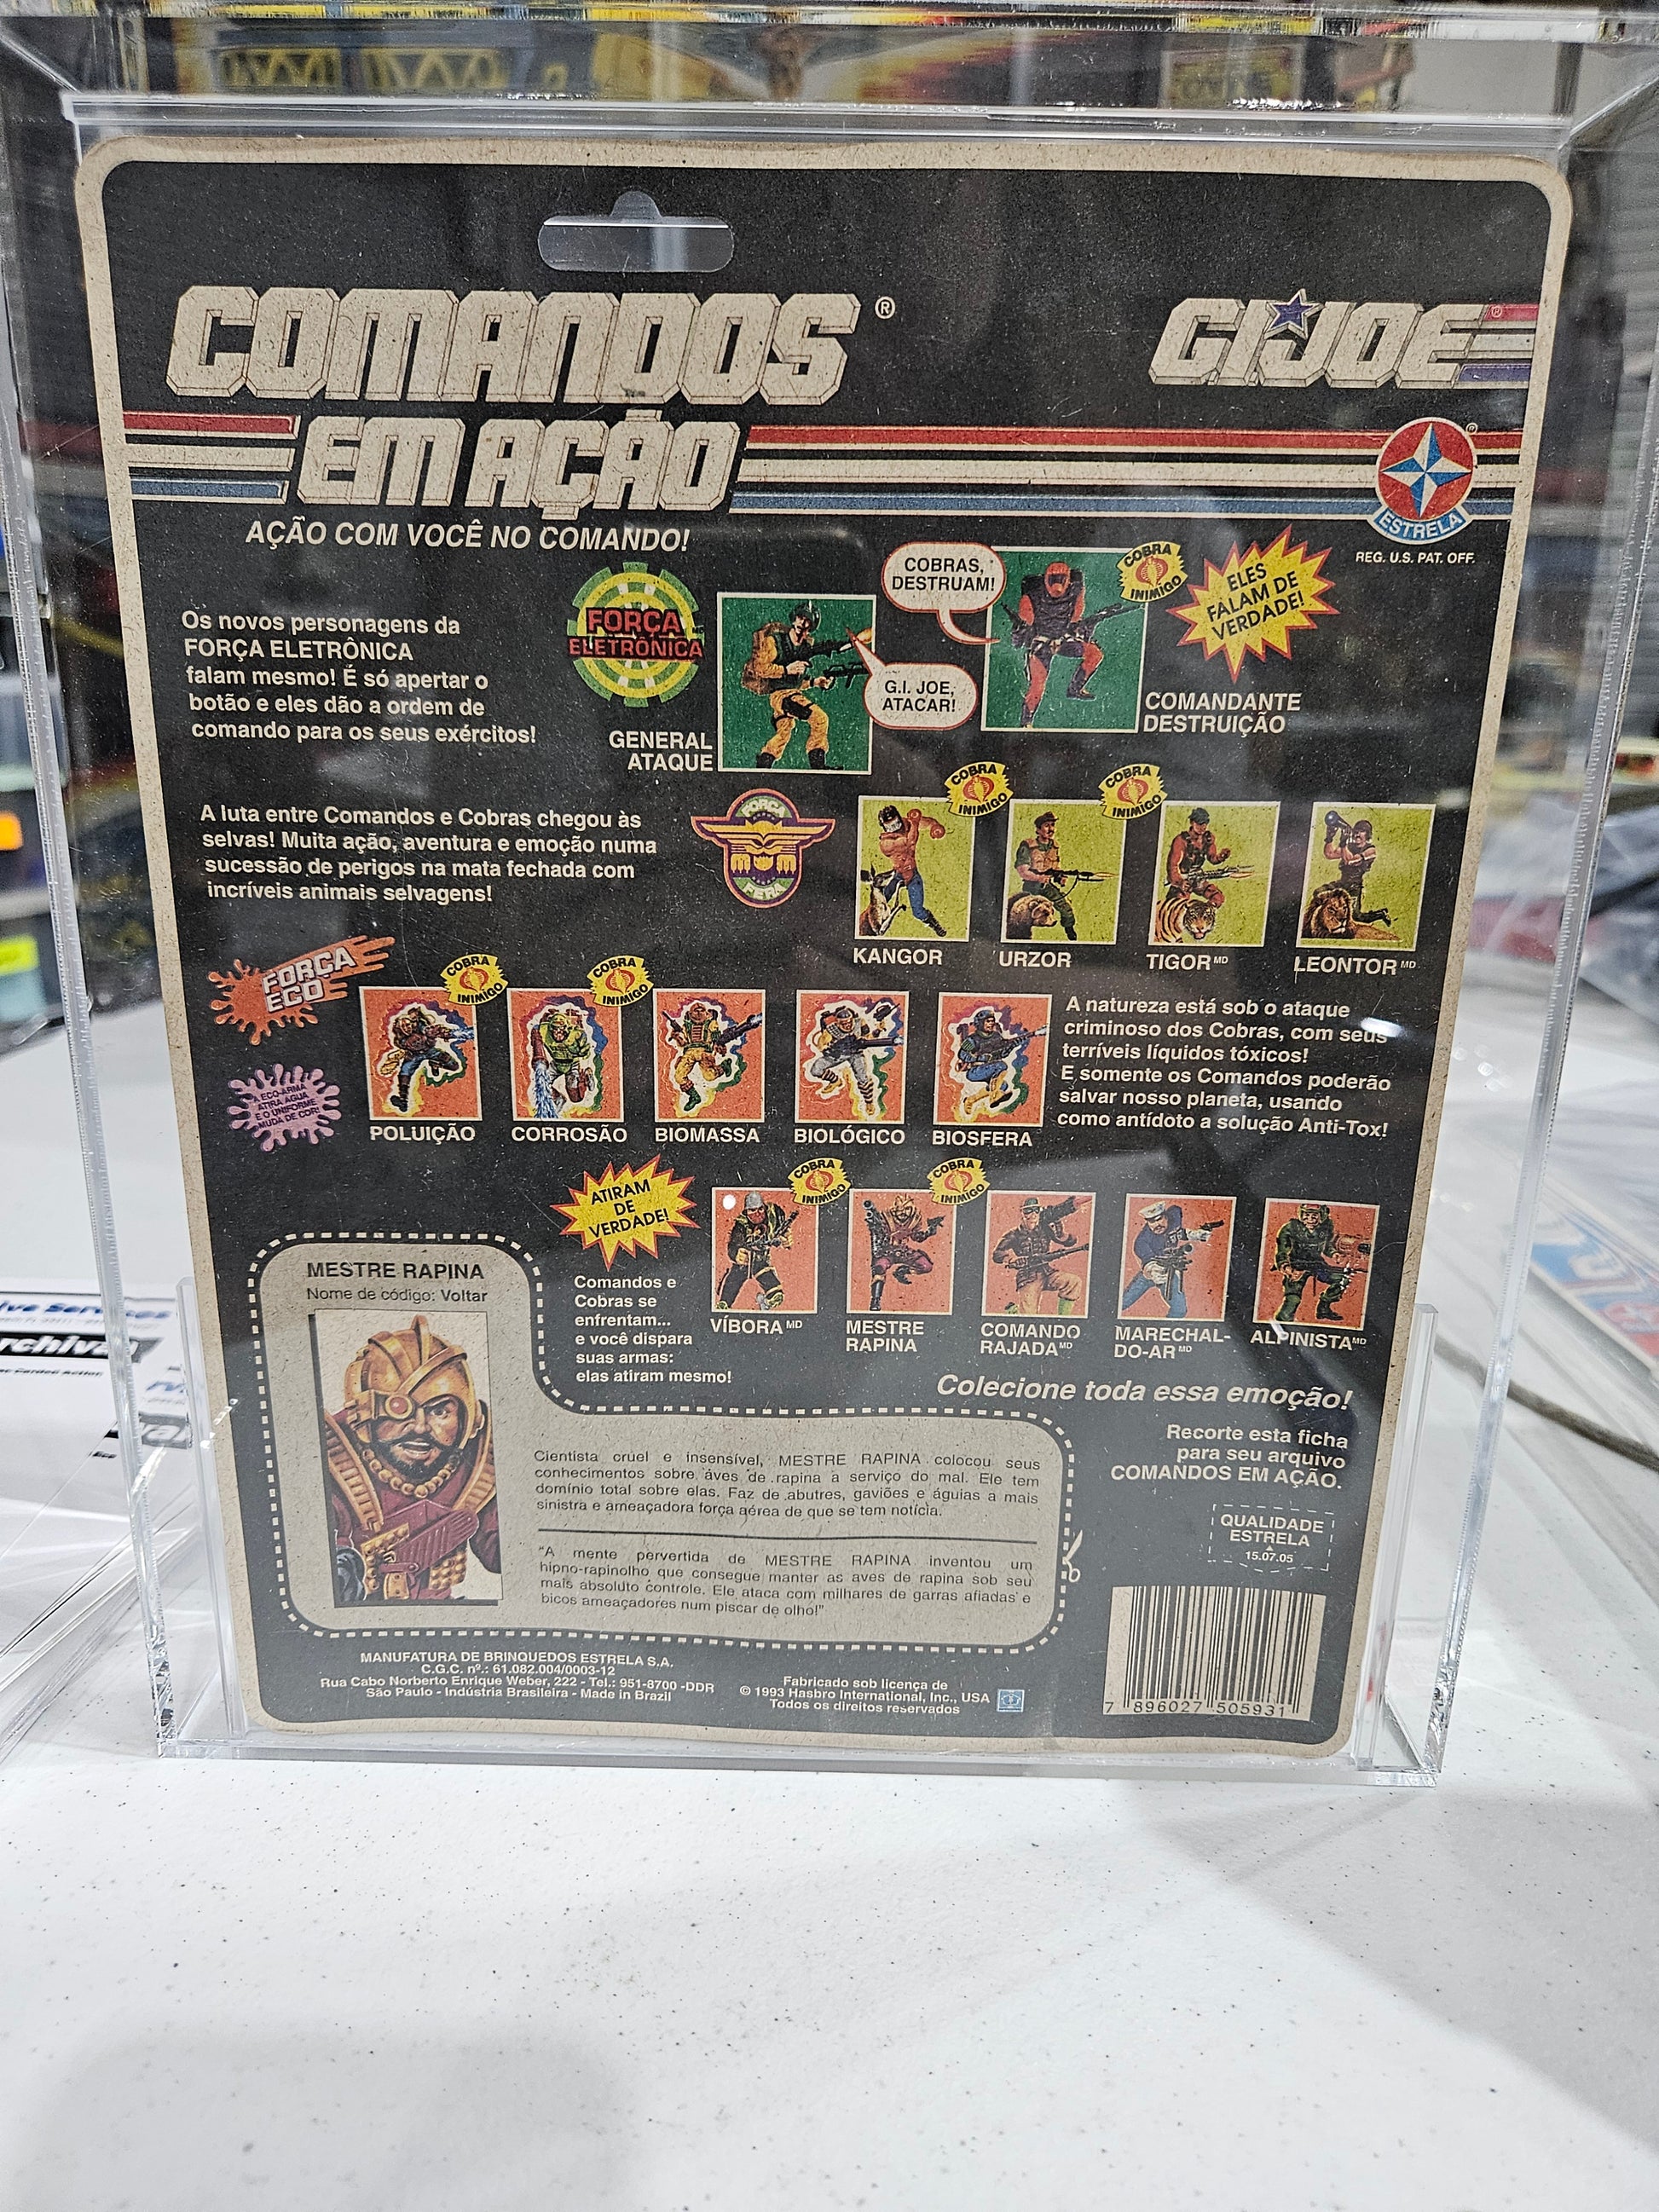 COMANDOS®
EM AÇÃO
GIJOE®
ESTRELA®
REG. U.S. PAT. OFF.
AÇÃO COM VOCÊ NO COMANDO!
Os novos personagens da
FORÇA ELETRÔNICA
falam mesmo! É só apertar o
botão e eles dão a ordem de
comando para os seus exércitos!
FORÇA
ELETRÔNICA
GENERAL
ATAQUE
G.I. JOE,
ATACAR!
COBRAS,
DESTRUAM!
COBRA
INIMIGO
ELES
FALAM DE
VERDADE!
COMANDANTE
DESTRUIÇÃO
A luta entre Comandos e Cobras chegou às
selvas! Muita ação, aventura e emoção numa
sucessão de perigos na mata fechada com
incríveis animais selvagens!
FORÇA
FERA
COBRA
INIMIGO
COBRA
INIMIGO
KANGOR
URZOR
TIGOR MD
LEONTOR MD
FORÇA
ECO
A ECO-ARMA
ATIRA ÁGUA
E O UNIFORME
MUDA DE COR!
COBRA
INIMIGO
COBRA
INIMIGO
POLUIÇÃO
CORROSÃO
BIOMASSA
BIOLÓGICO
BIOSFERA
A natureza está sob o ataque
criminoso dos Cobras, com seus
terríveis líquidos tóxicos!
E somente os Comandos poderão
salvar nosso planeta, usando
como antídoto a solução Anti-Tox!
ATIRAM
DE
VERDADE!
Comandos e
Cobras se
enfrentam...
e você dispara
suas armas:
elas atiram mesmo!
COBRA
INIMIGO
COBRA
INIMIGO
VÍBORA MD
MESTRE
RAPINA
COMANDO
RAJADA MD
MARECHAL-
DO-AR MD
ALPINISTA MD
Colecione toda essa emoção!
Recorte esta ficha
para seu arquivo
COMANDOS EM AÇÃO.
QUALIDADE
ESTRELA
15.07.05
MESTRE RAPINA
Nome de código: Voltar
Cientista cruel e insensível, MESTRE RAPINA colocou seus
conhecimentos sobre aves de rapina a serviço do mal. Ele tem
domínio total sobre elas. Faz de abutres, gaviões e águias a mais
sinistra e ameaçadora força aérea de que se tem notícia.
"A mente pervertida de MESTRE RAPINA inventou um
hipno-rapinolho que consegue manter as aves de rapina sob seu
mais absoluto controle. Ele ataca com milhares de garras afiadas e
bicos ameaçadores num piscar de olho!"
MANUFATURA DE BRINQUEDOS ESTRELA S.A.
C.G.C. nº.: 61.082.004/0003-12
Rua Cabo Norberto Enrique Weber, 222 - Tel.: 951-8700 -DDR
São Paulo - Indústria Brasileira - Made in Brazil
Fabricado sob licença de
© 1993 Hasbro International, Inc., USA
Todos os direitos reservados
7 896027 505931